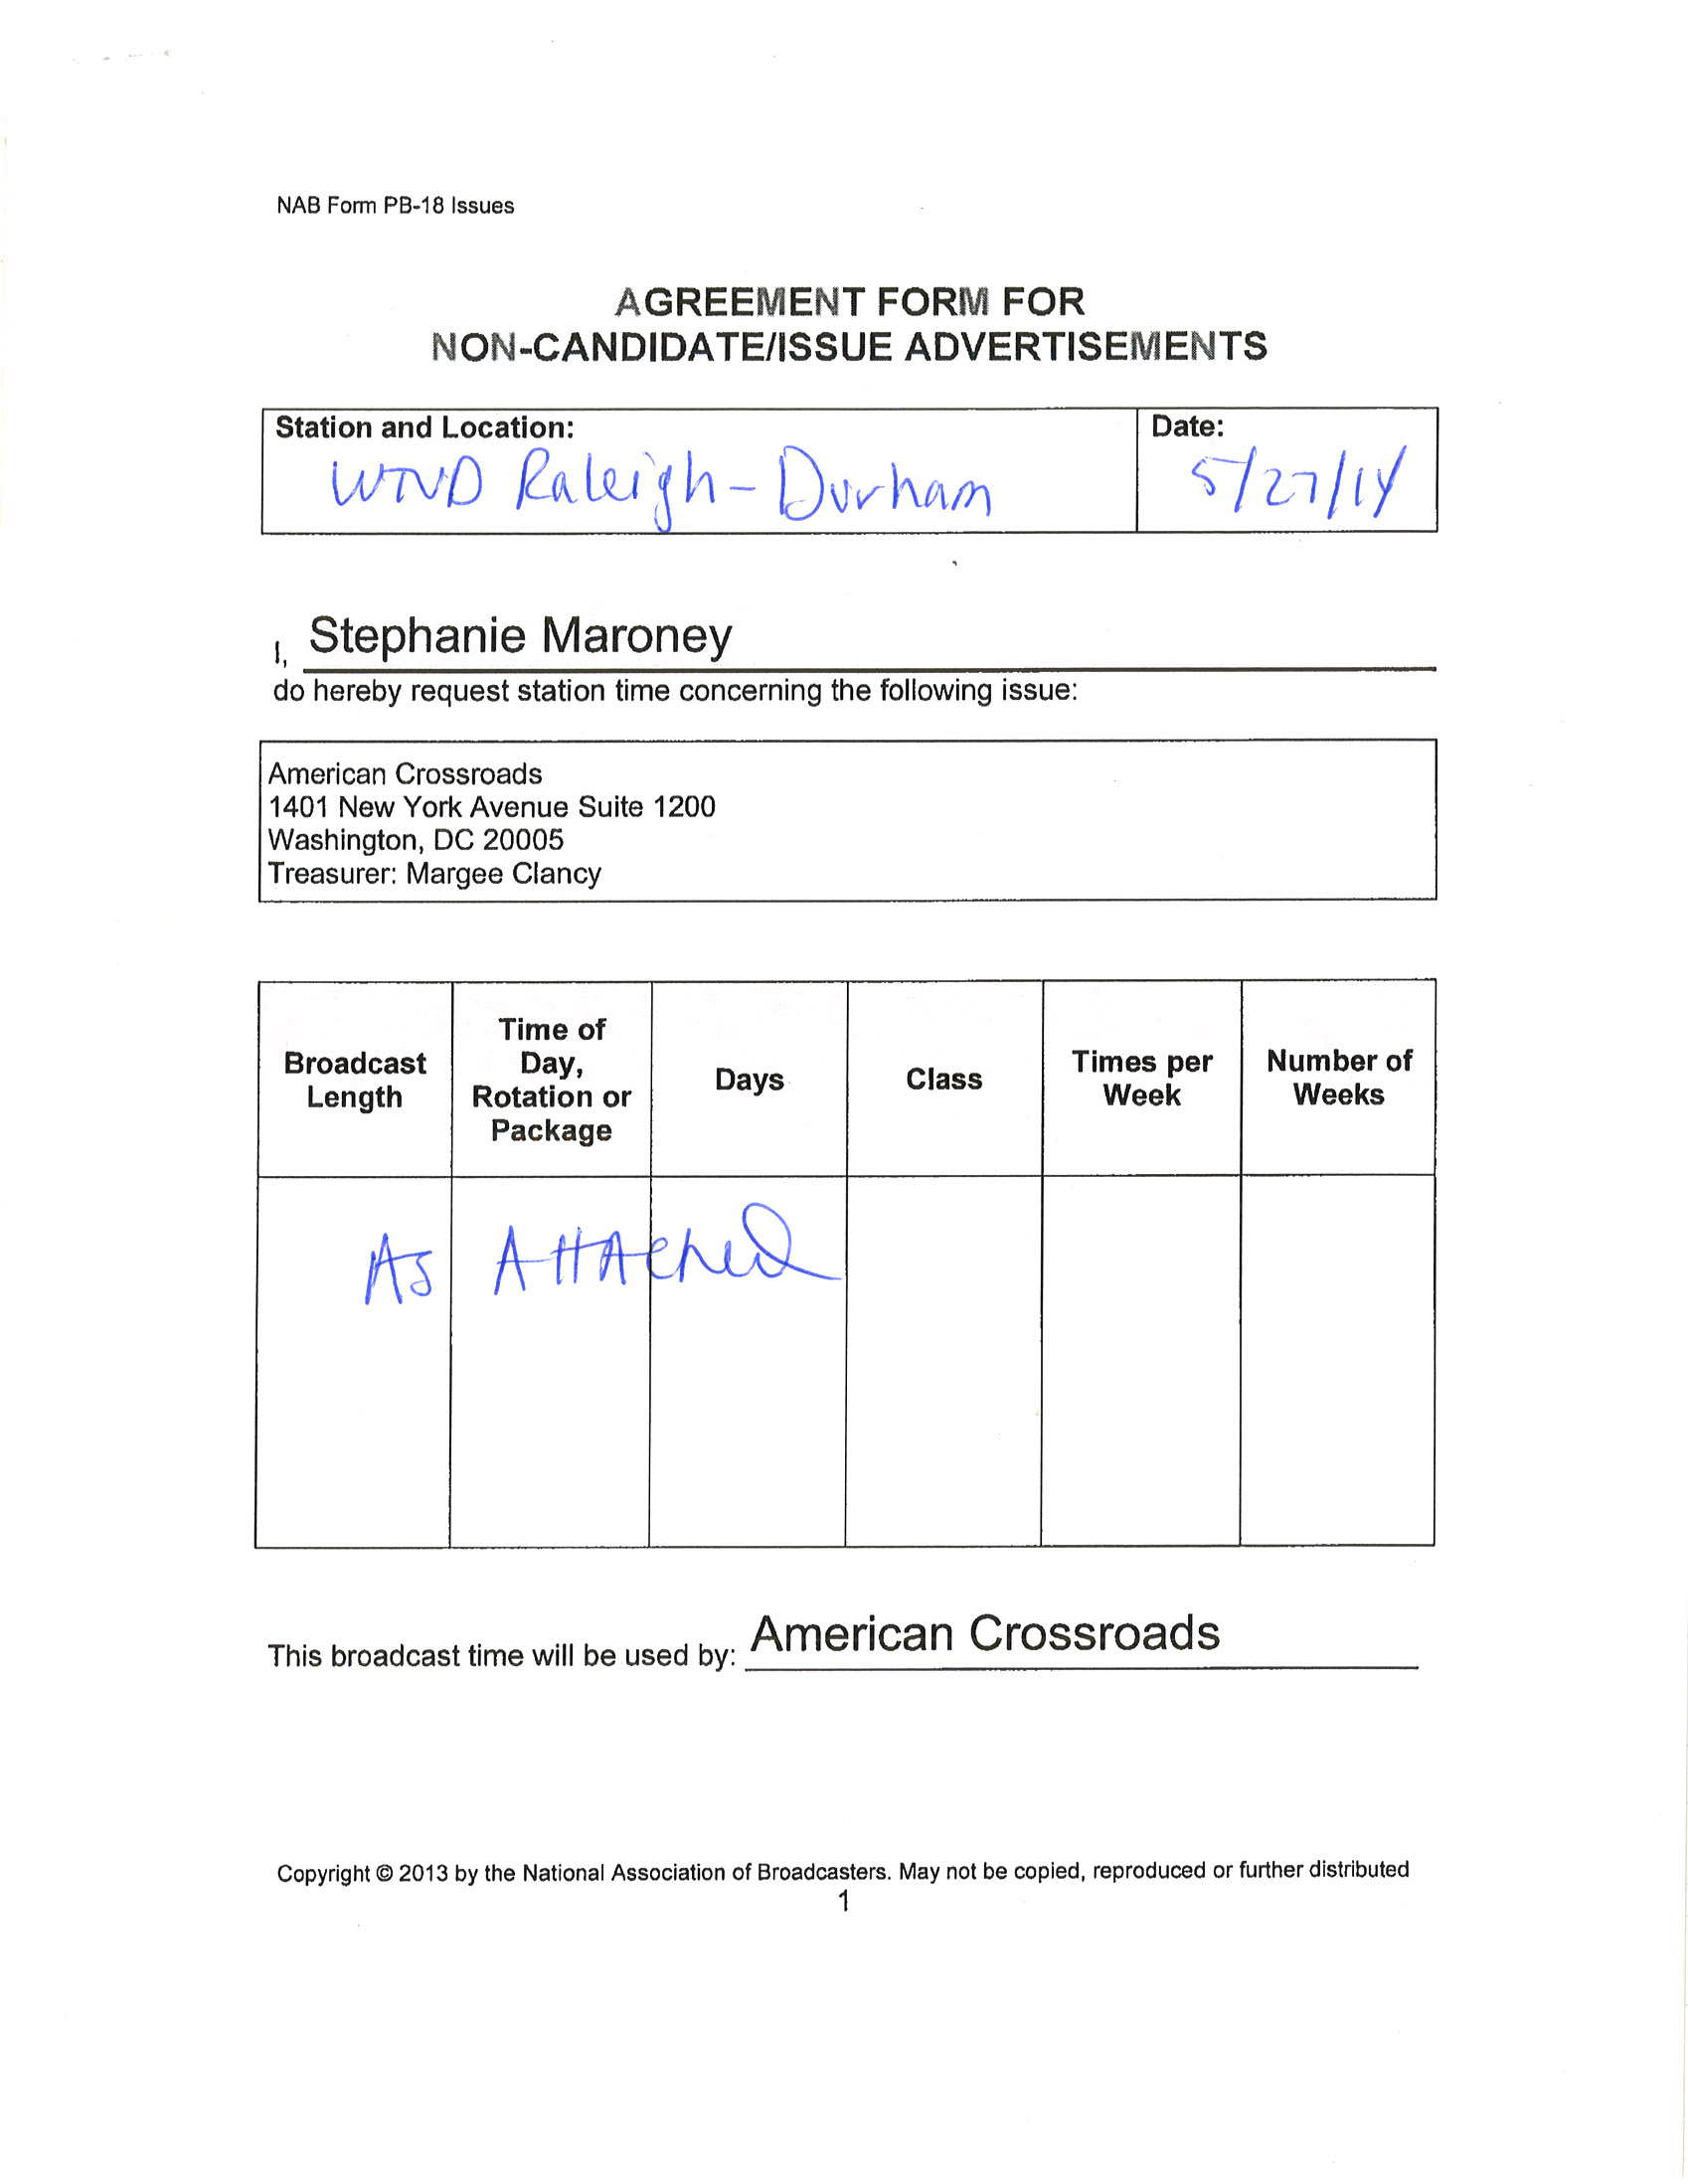 NAB Form PB-18 Issues
AGREEMENT FORM FOR
NON-CANDIDATE/ISSUE ADVERTISEMENTS
Station and Location:
WTVD Raleigh-Durham
Date:
5/27/14
I, Stephanie Maroney
do hereby request station time concerning the following issue:
American Crossroads
1401 New York Avenue Suite 1200
Washington, DC 20005
Treasurer: Margee Clancy
Broadcast
Length
Time of
Day,
Rotation or
Package
Days
Class
Times per
Week
Number of
Weeks
As Attached
This broadcast time will be used by: American Crossroads
Copyright © 2013 by the National Association of Broadcasters. May not be copied, reproduced or further distributed
1